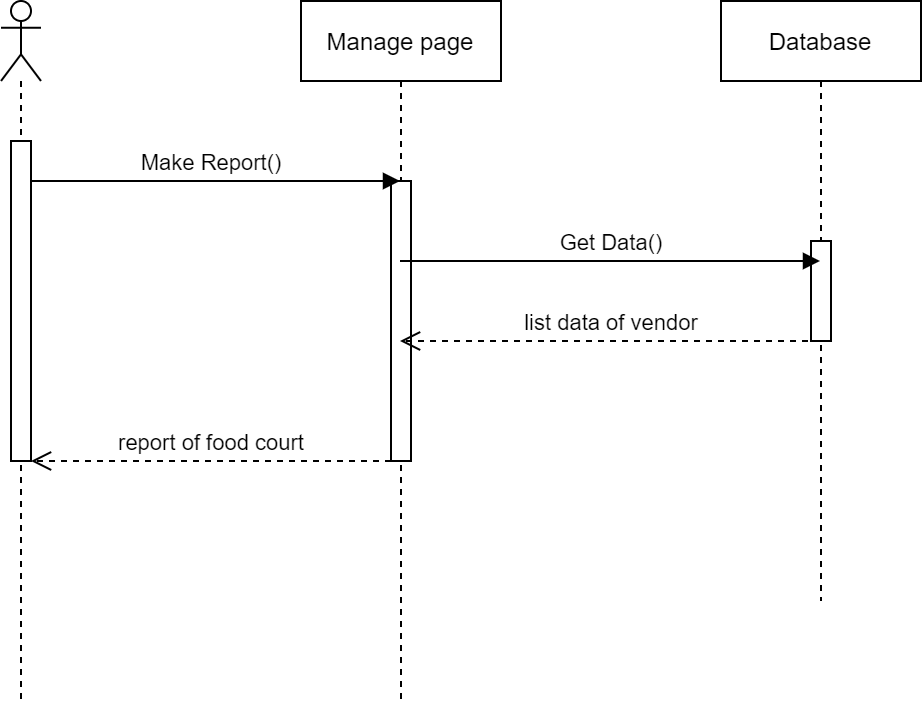 Manage page
Database
Make Report()
Get Data()
list data of vendor
report of food court